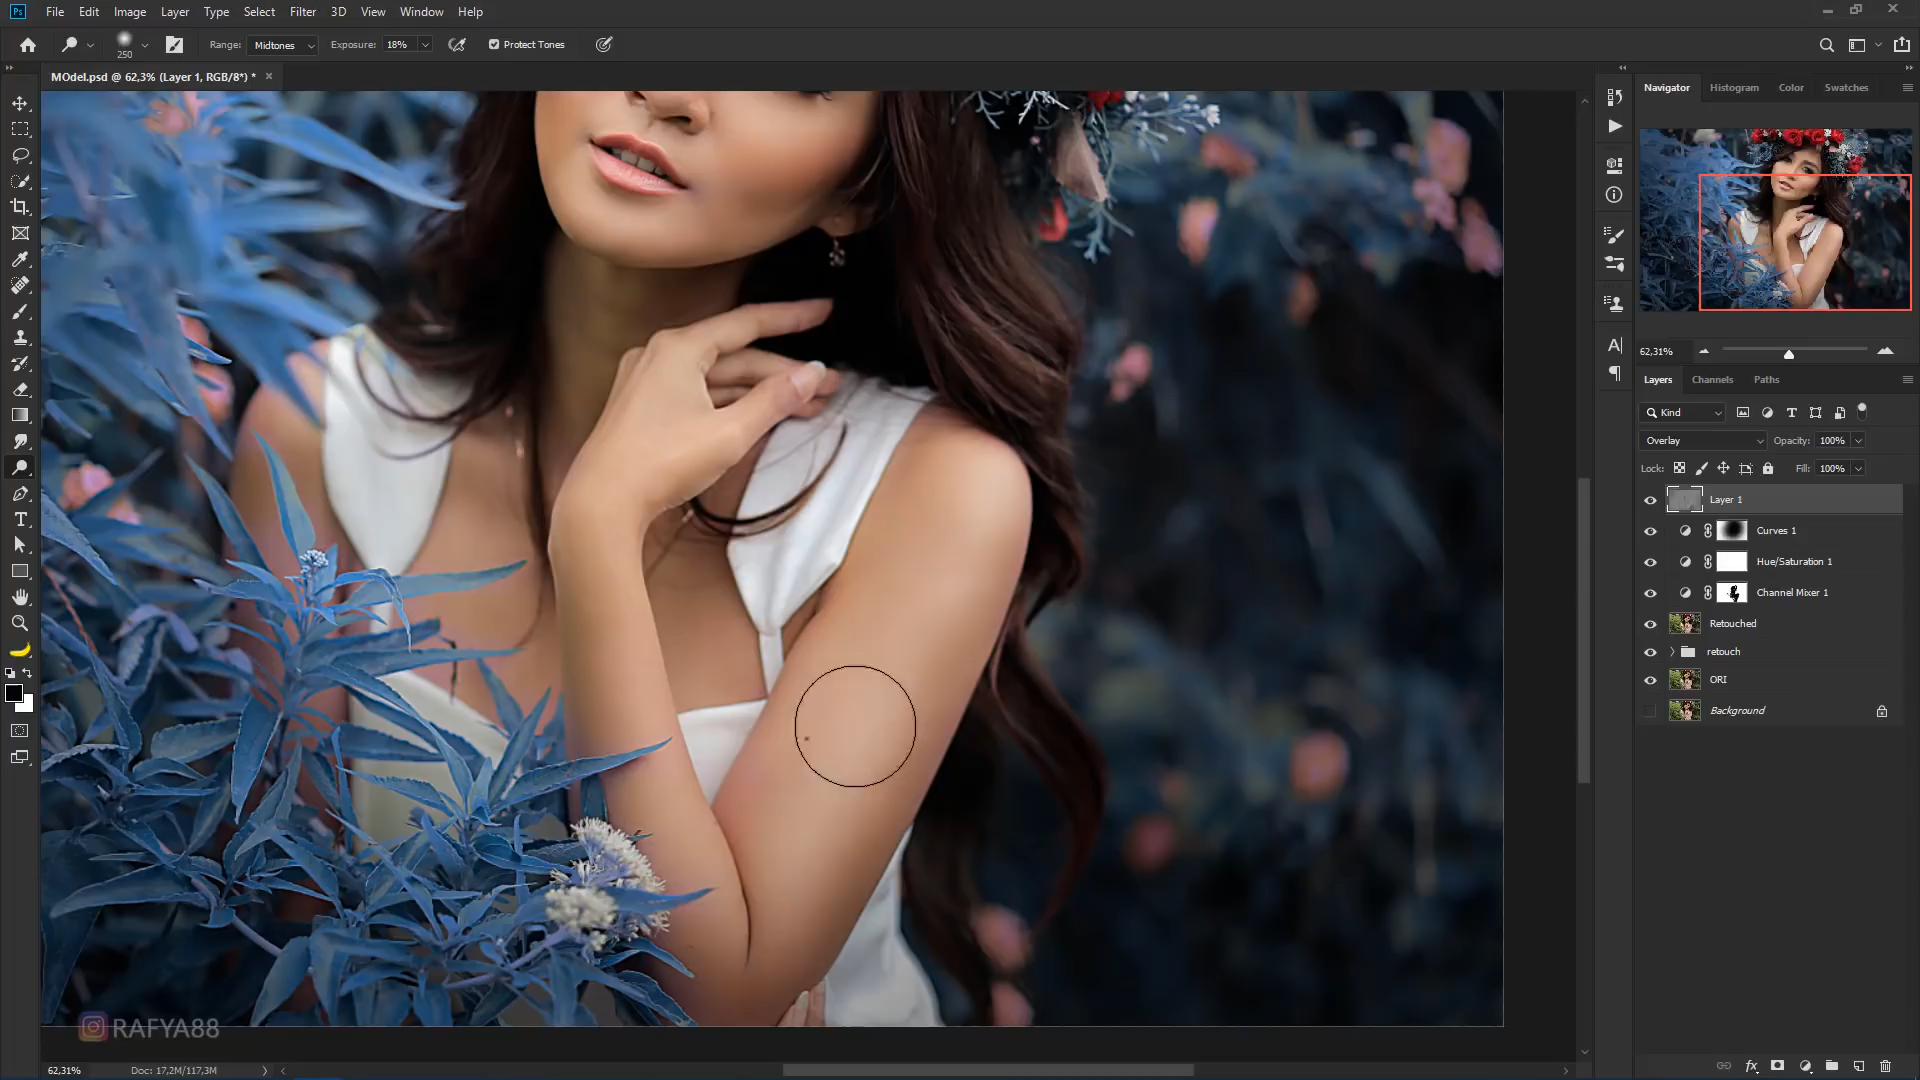 Ps File Edit Image Layer Type Select Filter 3D View Window Help
250 Range: Midtones Exposure: 18% Protect Tones
MOdel.psd @ 62,3% (Layer 1, RGB/8*) * ×
Navigator Histogram Color Swatches
62,31%
Layers Channels Paths
Kind
Overlay Opacity: 100%
Lock: Fill: 100%
Layer 1
Curves 1
Hue/Saturation 1
Channel Mixer 1
Retouched
retouch
ORI
Background
RAFYA88
62,31% Doc: 17,2M/117,3M